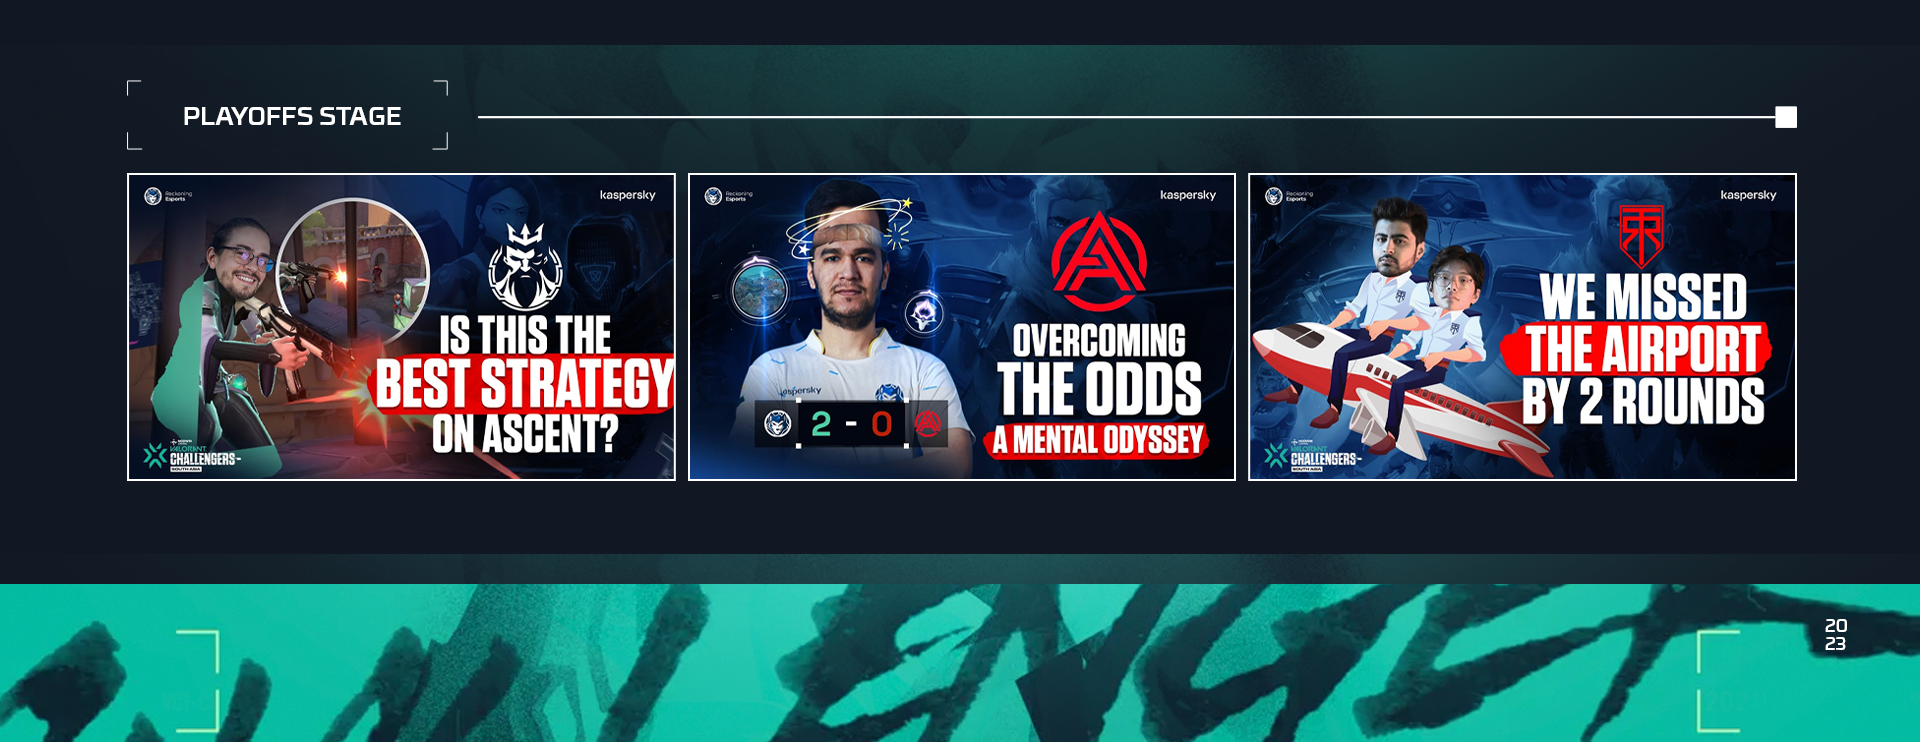 PLAYOFFS STAGE
Reckoning
Esports
kaspersky
IS THIS THE
BEST STRATEGY
ON ASCENT?
VALORANT
CHALLENGERS
SOUTH ASIA
Reckoning
Esports
kaspersky
kaspersky
2 - 0
OVERCOMING
THE ODDS
A MENTAL ODYSSEY
Reckoning
Esports
kaspersky
WE MISSED
THE AIRPORT
BY 2 ROUNDS
VALORANT
CHALLENGERS
SOUTH ASIA
20
23